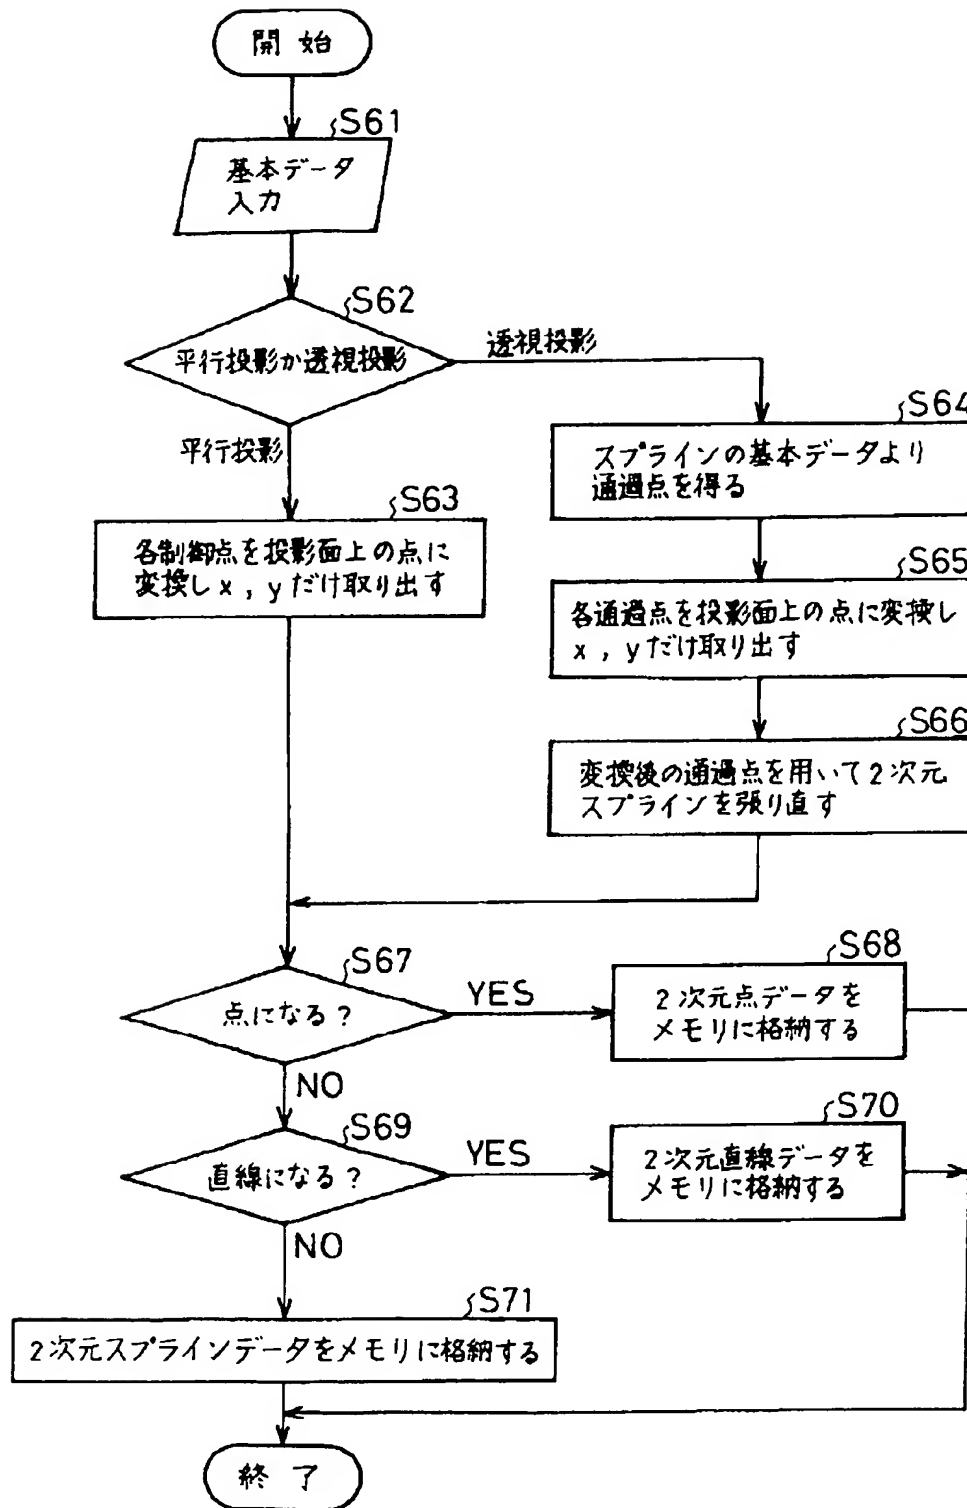 開始
S61
基本データ
入力
S62
平行投影か透視投影
透視投影
平行投影
S63
各制御点を投影面上の点に
変換しx,yだけ取り出す
S64
スプラインの基本データより
通過点を得る
S65
各通過点を投影面上の点に変換し
x,yだけ取り出す
S66
変換後の通過点を用いて2次元
スプラインを張り直す
S67
点になる?
YES
S68
2次元点データを
メモリに格納する
NO
S69
直線になる?
YES
S70
2次元直線データを
メモリに格納する
NO
S71
2次元スプラインデータをメモリに格納する
終了